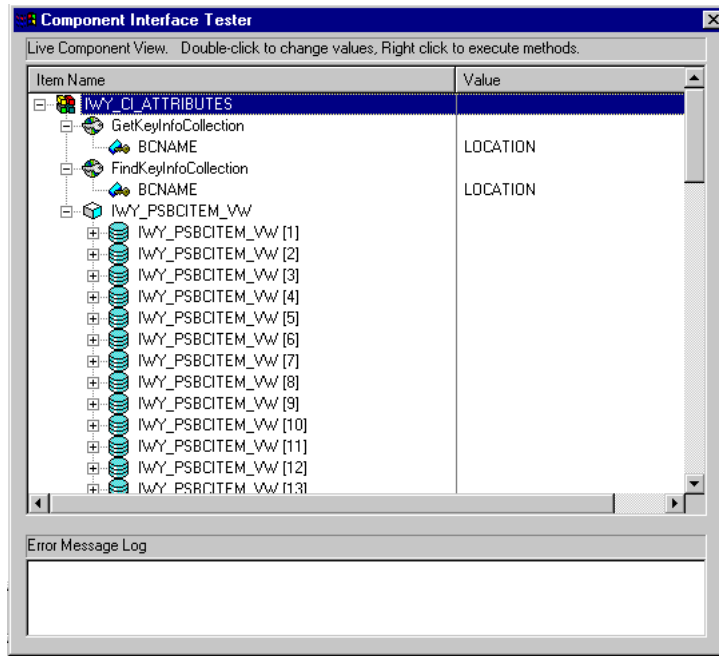 Component Interface Tester
Live Component View. Double-click to change values, Right click to execute methods.
Item Name Value
IWY_CI_ATTRIBUTES
GetKeyInfoCollection
BCNAME LOCATION
FindKeyInfoCollection
BCNAME LOCATION
IWY_PSBCITEM_VW
IWY_PSBCITEM_VW [1]
IWY_PSBCITEM_VW [2]
IWY_PSBCITEM_VW [3]
IWY_PSBCITEM_VW [4]
IWY_PSBCITEM_VW [5]
IWY_PSBCITEM_VW [6]
IWY_PSBCITEM_VW [7]
IWY_PSBCITEM_VW [8]
IWY_PSBCITEM_VW [9]
IWY_PSBCITEM_VW [10]
IWY_PSBCITEM_VW [11]
IWY_PSBCITEM_VW [12]
IWY_PSBCITEM_VW [13]
Error Message Log